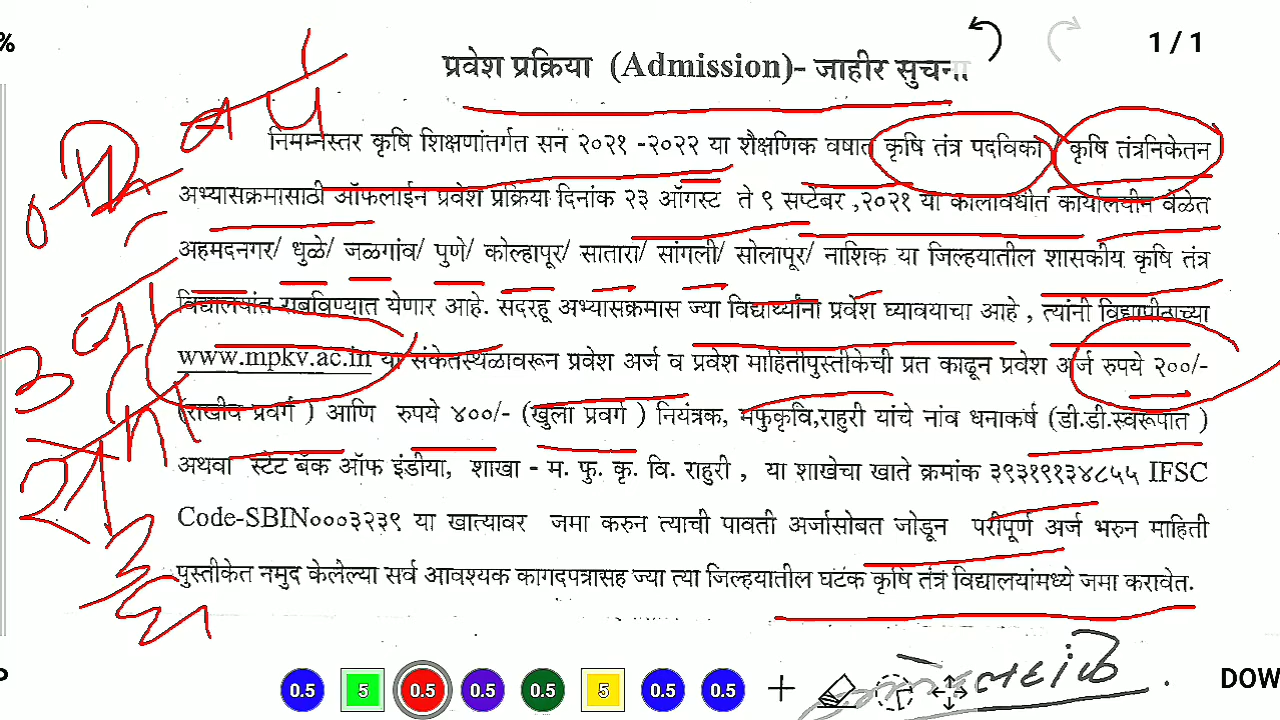 %
1 / 1
प्रवेश प्रक्रिया (Admission)- जाहीर सुचना
निमम्नेस्तर कृषि शिक्षणांतर्गत सन २०२१ -२०२२ या शैक्षणिक वर्षात कृषि तंत्र पदविका / कृषि तंत्रनिकेतन
अभ्यासक्रमासाठी ऑफलाईन प्रवेश प्रक्रिया दिनांक २३ ऑगस्ट ते ९ सप्टेंबर ,२०२१ या कालावधीत कार्यालयीन वेळेत
अहमदनगर/ धुळे/ जळगांव/ पुणे/ कोल्हापूर/ सातारा/ सांगली/ सोलापूर/ नाशिक या जिल्हयातील शासकीय कृषि तंत्र
विद्यालयांत राबविण्यात येणार आहे. सदरहू अभ्यासक्रमास ज्या विद्यार्थ्यांना प्रवेश घ्यावयाचा आहे , त्यांनी विद्यापीठाच्या
www.mpkv.ac.in या संकेतस्थळावरून प्रवेश अर्ज व प्रवेश माहितीपुस्तीकेची प्रत काढून प्रवेश अर्ज रुपये २००/-
(राखीव प्रवर्ग ) आणि रुपये ४००/- (खुला प्रवर्ग ) नियंत्रक, मफुकृवि,राहुरी यांचे नांव धनाकर्ष (डी.डी.स्वरूपात )
अथवा स्टेट बॅक ऑफ इंडीया, शाखा - म. फु. कृ. वि. राहुरी , या शाखेचा खाते क्रमांक ३९३१९१३४८५५ IFSC
Code-SBIN०००३२३९ या खात्यावर जमा करुन त्याची पावती अर्जासोबत जोडून परीपूर्ण अर्ज भरुन माहिती
पुस्तीकेत नमुद केलेल्या सर्व आवश्यक कागदपत्रासह ज्या त्या जिल्हयातील घटक कृषि तंत्र विद्यालयांमध्ये जमा करावेत.
0.5 5 0.5 0.5 0.5 5 0.5 0.5
DOW